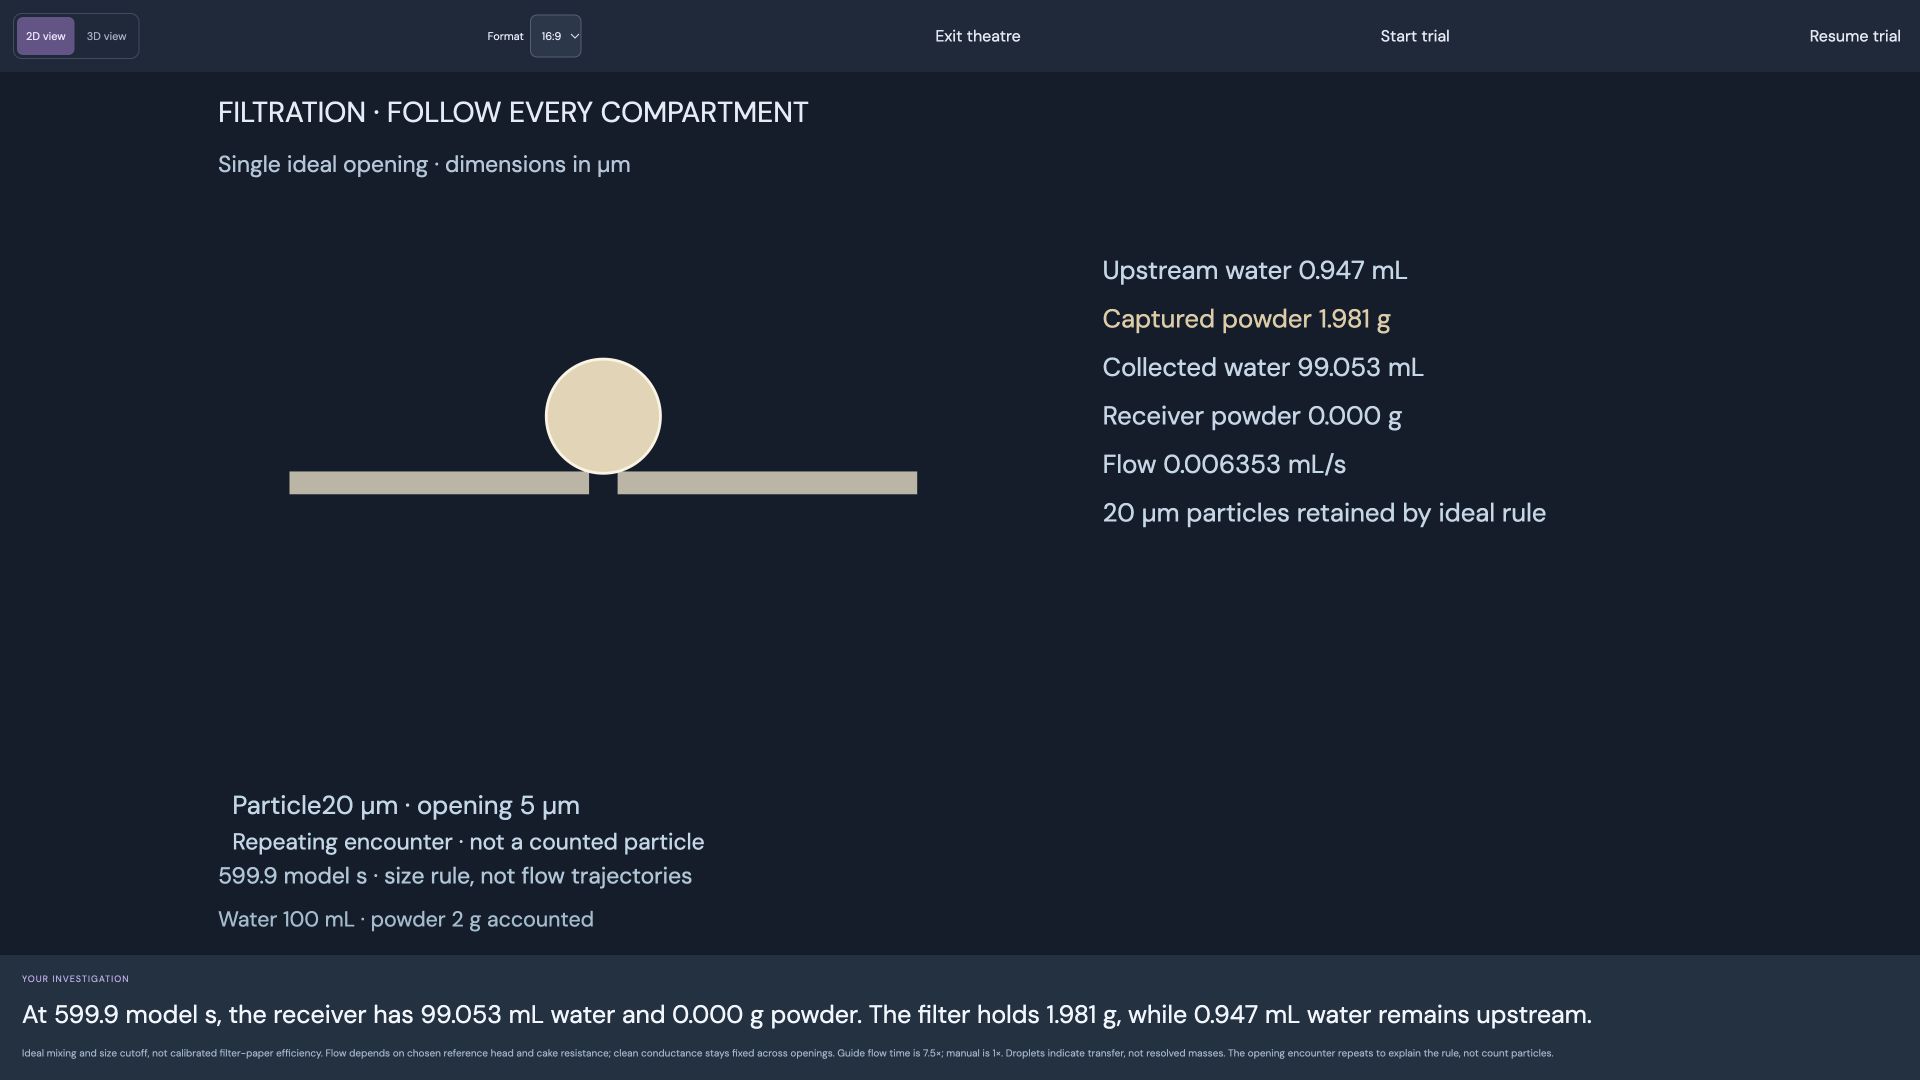 2D view
3D view
Format
16:9
Exit theatre
Start trial
Resume trial
FILTRATION · FOLLOW EVERY COMPARTMENT
Single ideal opening · dimensions in µm
Upstream water 0.947 mL
Captured powder 1.981 g
Collected water 99.053 mL
Receiver powder 0.000 g
Flow 0.006353 mL/s
20 µm particles retained by ideal rule
Particle20 µm · opening 5 µm
Repeating encounter · not a counted particle
599.9 model s · size rule, not flow trajectories
Water 100 mL · powder 2 g accounted
YOUR INVESTIGATION
At 599.9 model s, the receiver has 99.053 mL water and 0.000 g powder. The filter holds 1.981 g, while 0.947 mL water remains upstream.
Ideal mixing and size cutoff, not calibrated filter-paper efficiency. Flow depends on chosen reference head and cake resistance; clean conductance stays fixed across openings. Guide flow time is 7.5×; manual is 1×. Droplets indicate transfer, not resolved masses. The opening encounter repeats to explain the rule, not count particles.